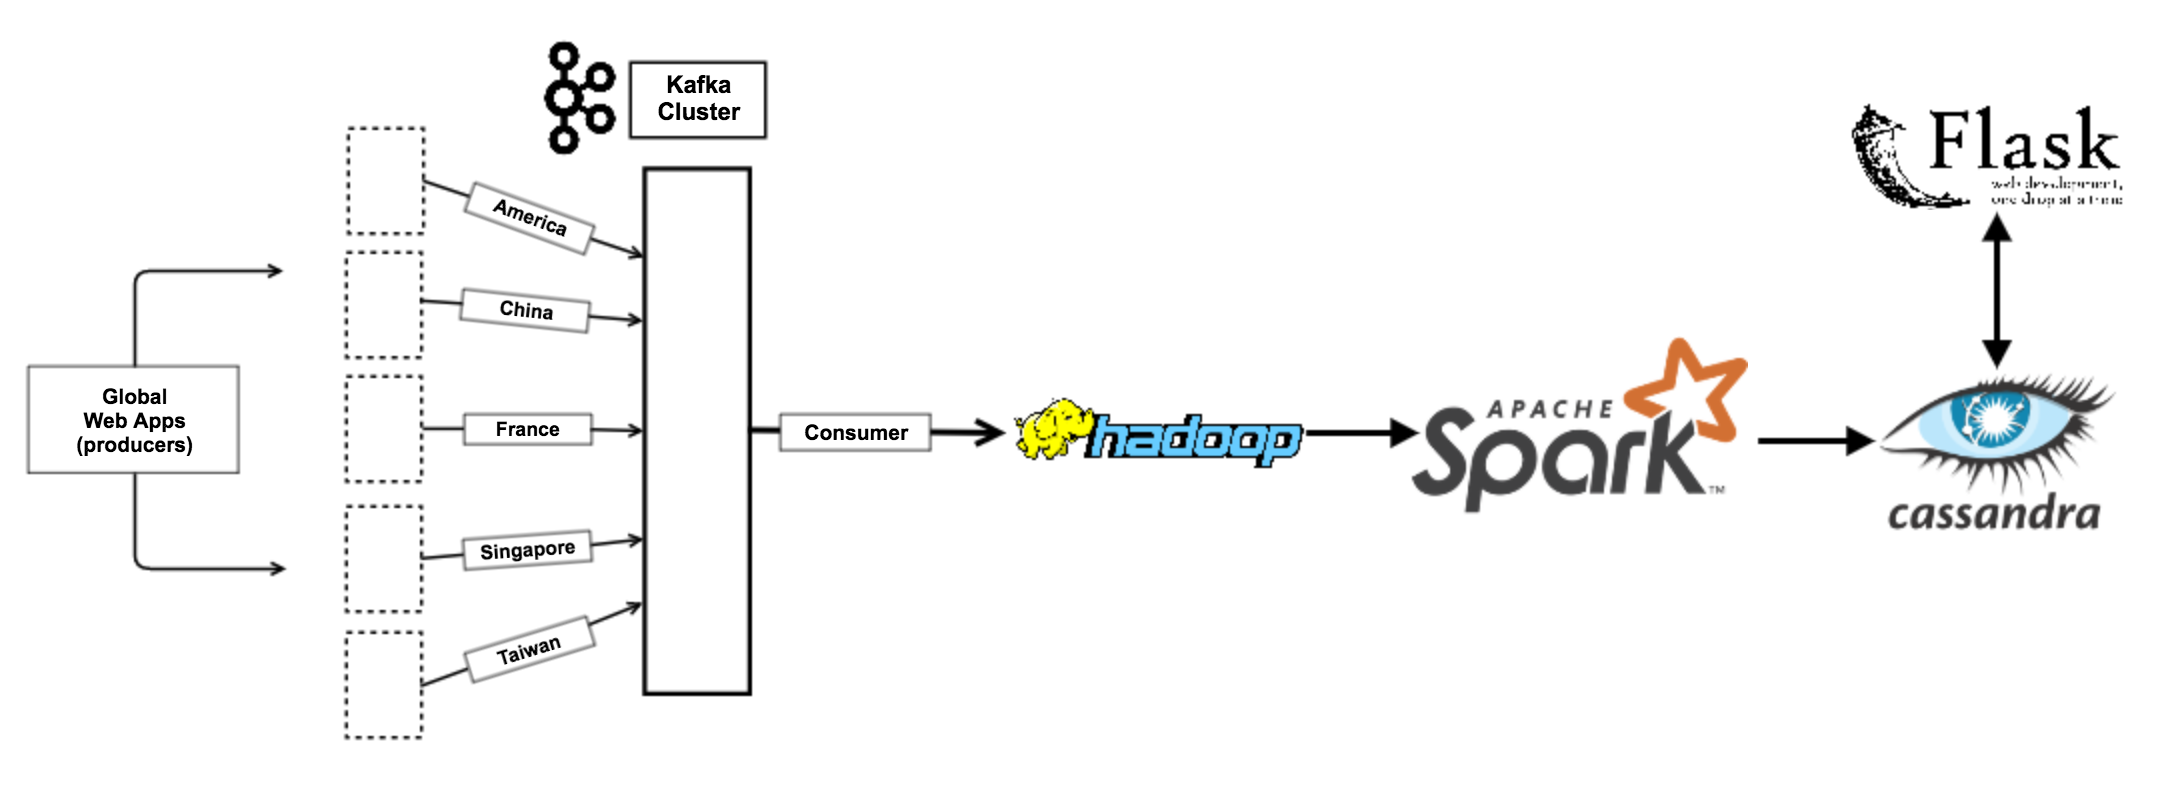 Kafka
Cluster
America
China
France
Singapore
Taiwan
Global
Web Apps
(producers)
Consumer
hadoop
APACHE
Spark™
cassandra
Flask
web development,
one drop at a time